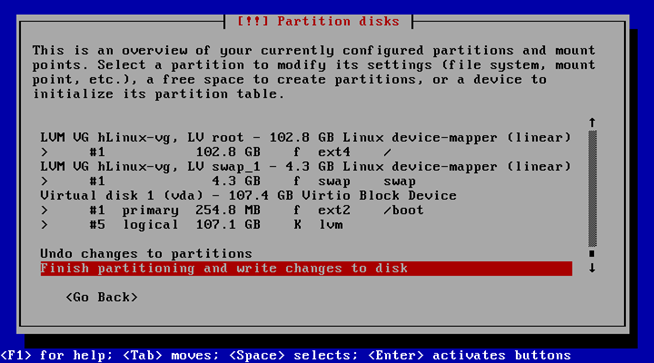 [!!] Partition disks
This is an overview of your currently configured partitions and mount
points. Select a partition to modify its settings (file system, mount
point, etc.), a free space to create partitions, or a device to
initialize its partition table.
LVM VG hLinux-vg, LV root - 102.8 GB Linux device-mapper (linear)
> #1 102.8 GB f ext4 /
LVM VG hLinux-vg, LV swap_1 - 4.3 GB Linux device-mapper (linear)
> #1 4.3 GB f swap swap
Virtual disk 1 (vda) - 107.4 GB Virtio Block Device
> #1 primary 254.8 MB f ext2 /boot
> #5 logical 107.1 GB K lvm
Undo changes to partitions
Finish partitioning and write changes to disk
<Go Back>
<F1> for help; <Tab> moves; <Space> selects; <Enter> activates buttons